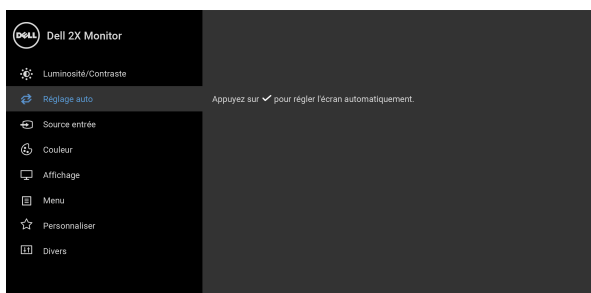 DELL
Dell 2X Monitor
Luminosité/Contraste
Réglage auto
Appuyez sur ✓ pour régler l'écran automatiquement.
Source entrée
Couleur
Affichage
Menu
Personnaliser
Divers